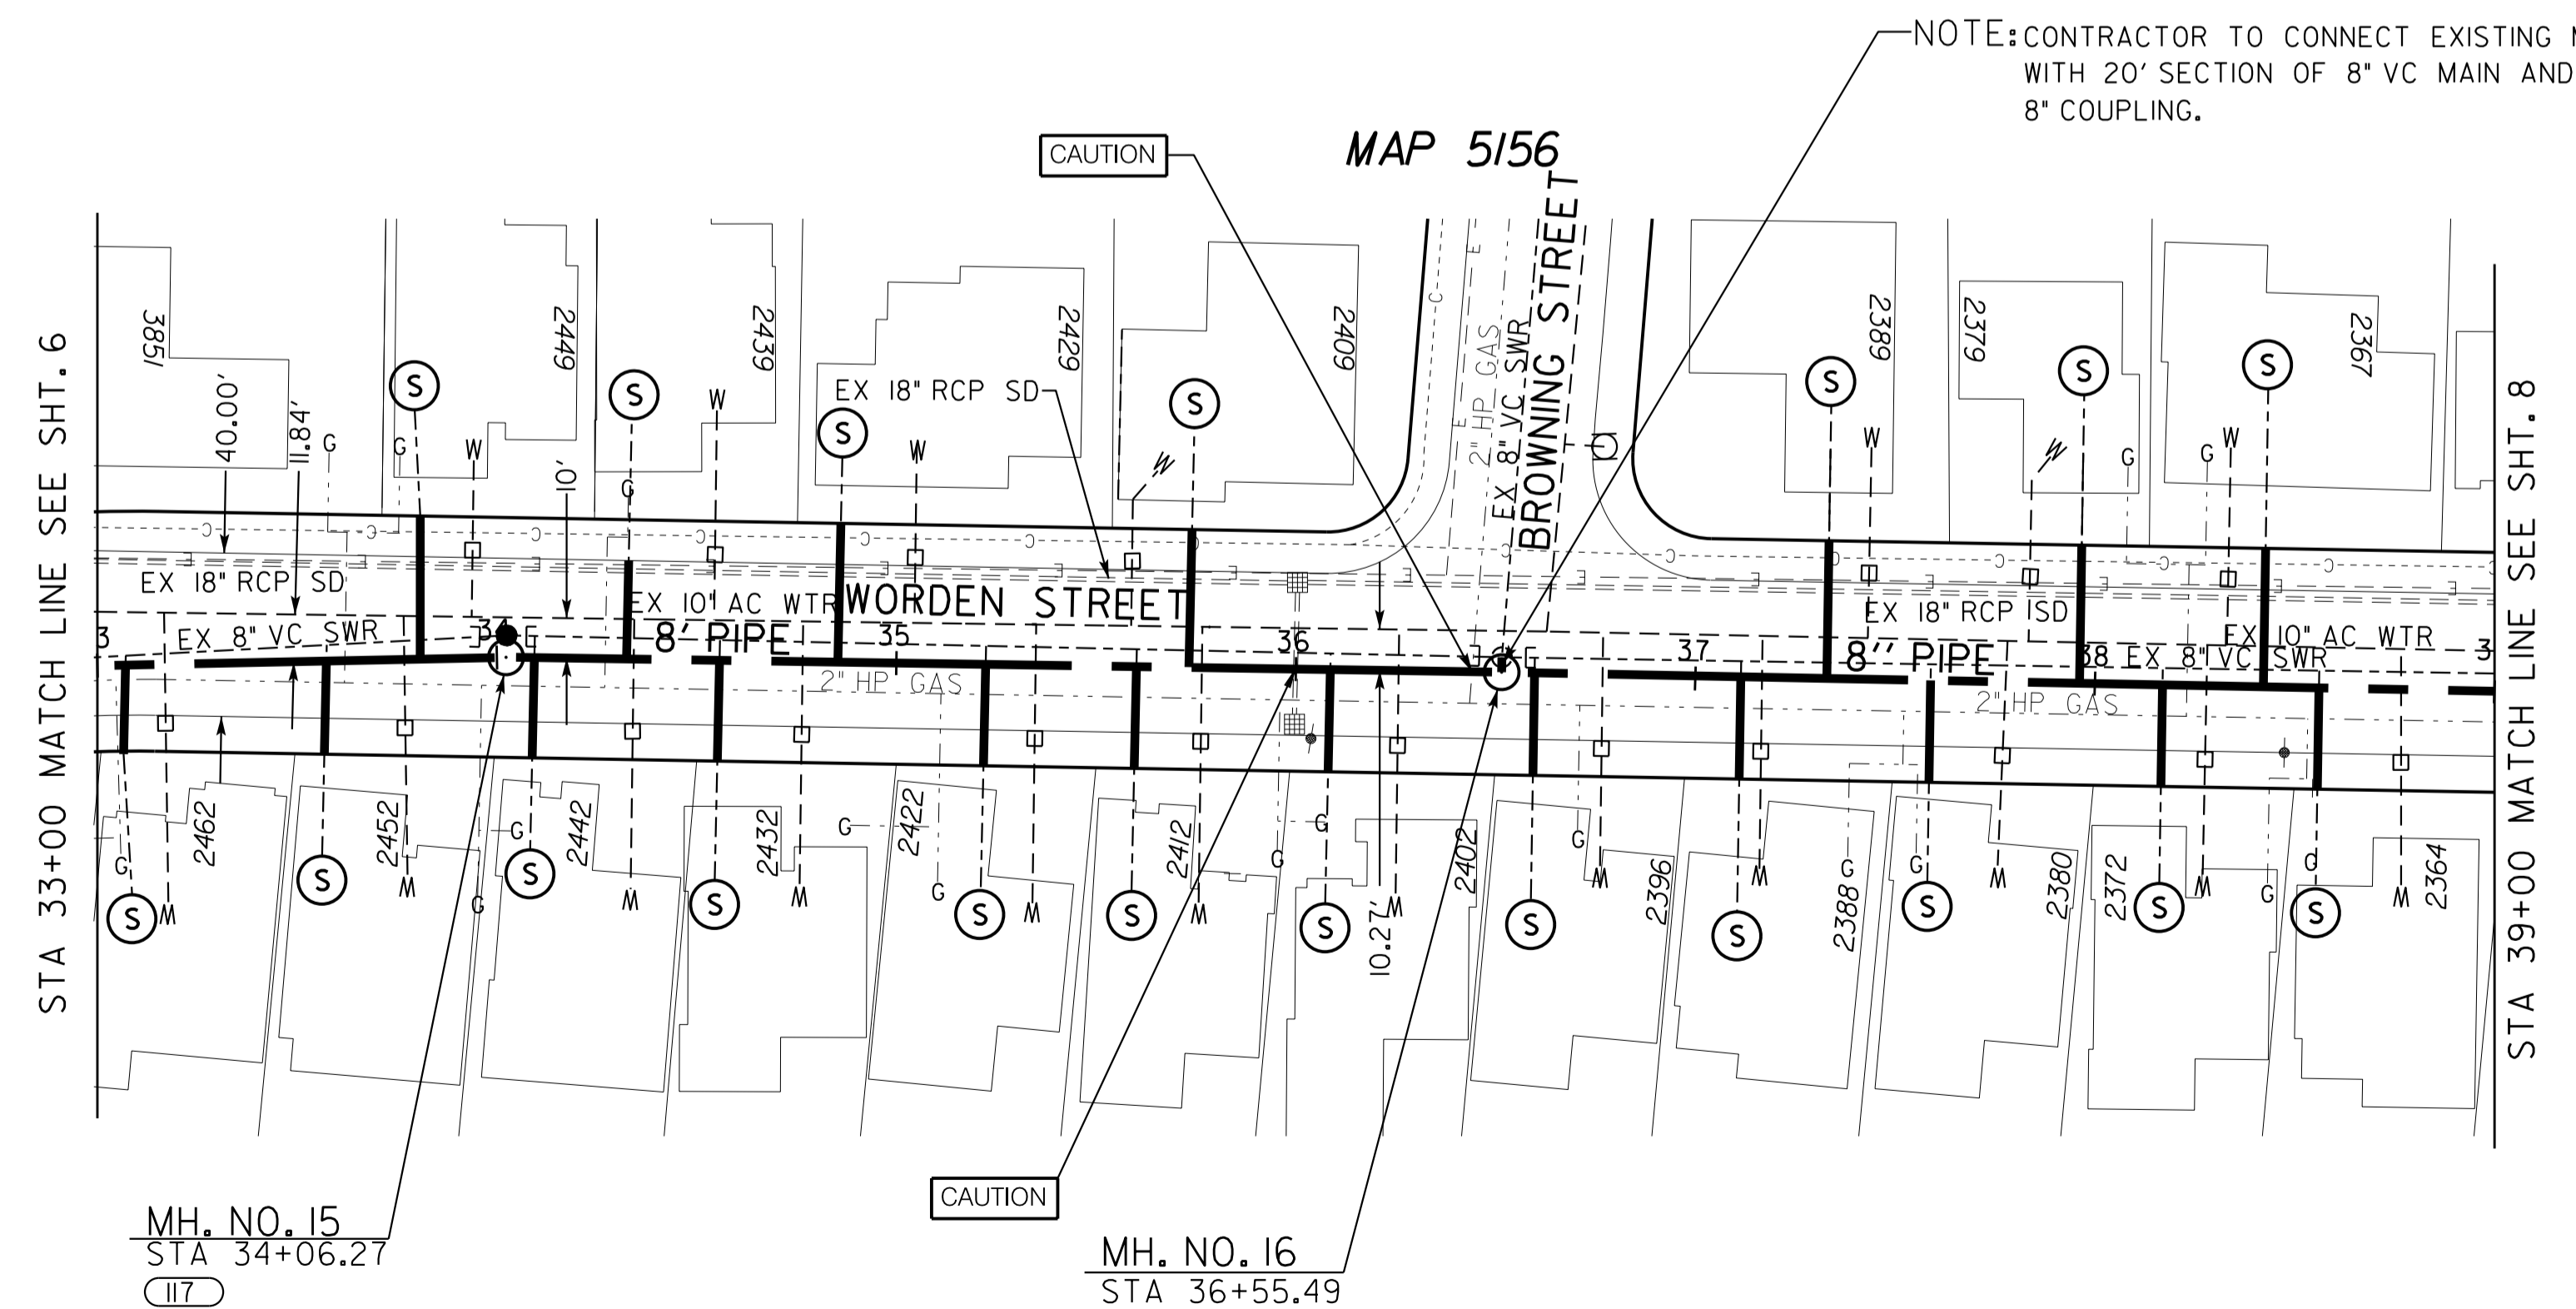 NOTE: CONTRACTOR TO CONNECT EXISTING
WITH 20' SECTION OF 8" VC MAIN AND
8" COUPLING.
MAP 5156
CAUTION
STA 33+00 MATCH LINE SEE SHT. 6
STA 39+00 MATCH LINE SEE SHT. 8
3851
2449
2439
2429
2409
2389
2379
2367
40.00'
11.84'
10'
S
S
S
S
S
S
S
G
G
W
G
W
W
W
W
W
G
G
W
EX 18" RCP SD
2" HP GAS
EX 8" VC SWR
BROWNING STREET
EX 18" RCP SD
EX 10" AC WTR
WORDEN STREET
EX 18" RCP SD
EX 10" AC WTR
EX 8" VC SWR
3
34
8' PIPE
35
36
37
8'' PIPE
38
EX 8" VC SWR
3
2" HP GAS
2" HP GAS
2462
2452
2442
2432
2422
2412
2402
2396
2388
2380
2372
2364
10.27'
G
G
G
G
G
G
G
G
G
G
G
G
S
S
S
S
S
S
S
S
S
S
S
S
W
W
W
W
W
W
W
W
W
W
W
W
CAUTION
MH. NO. 15
STA 34+06.27
117
MH. NO. 16
STA 36+55.49